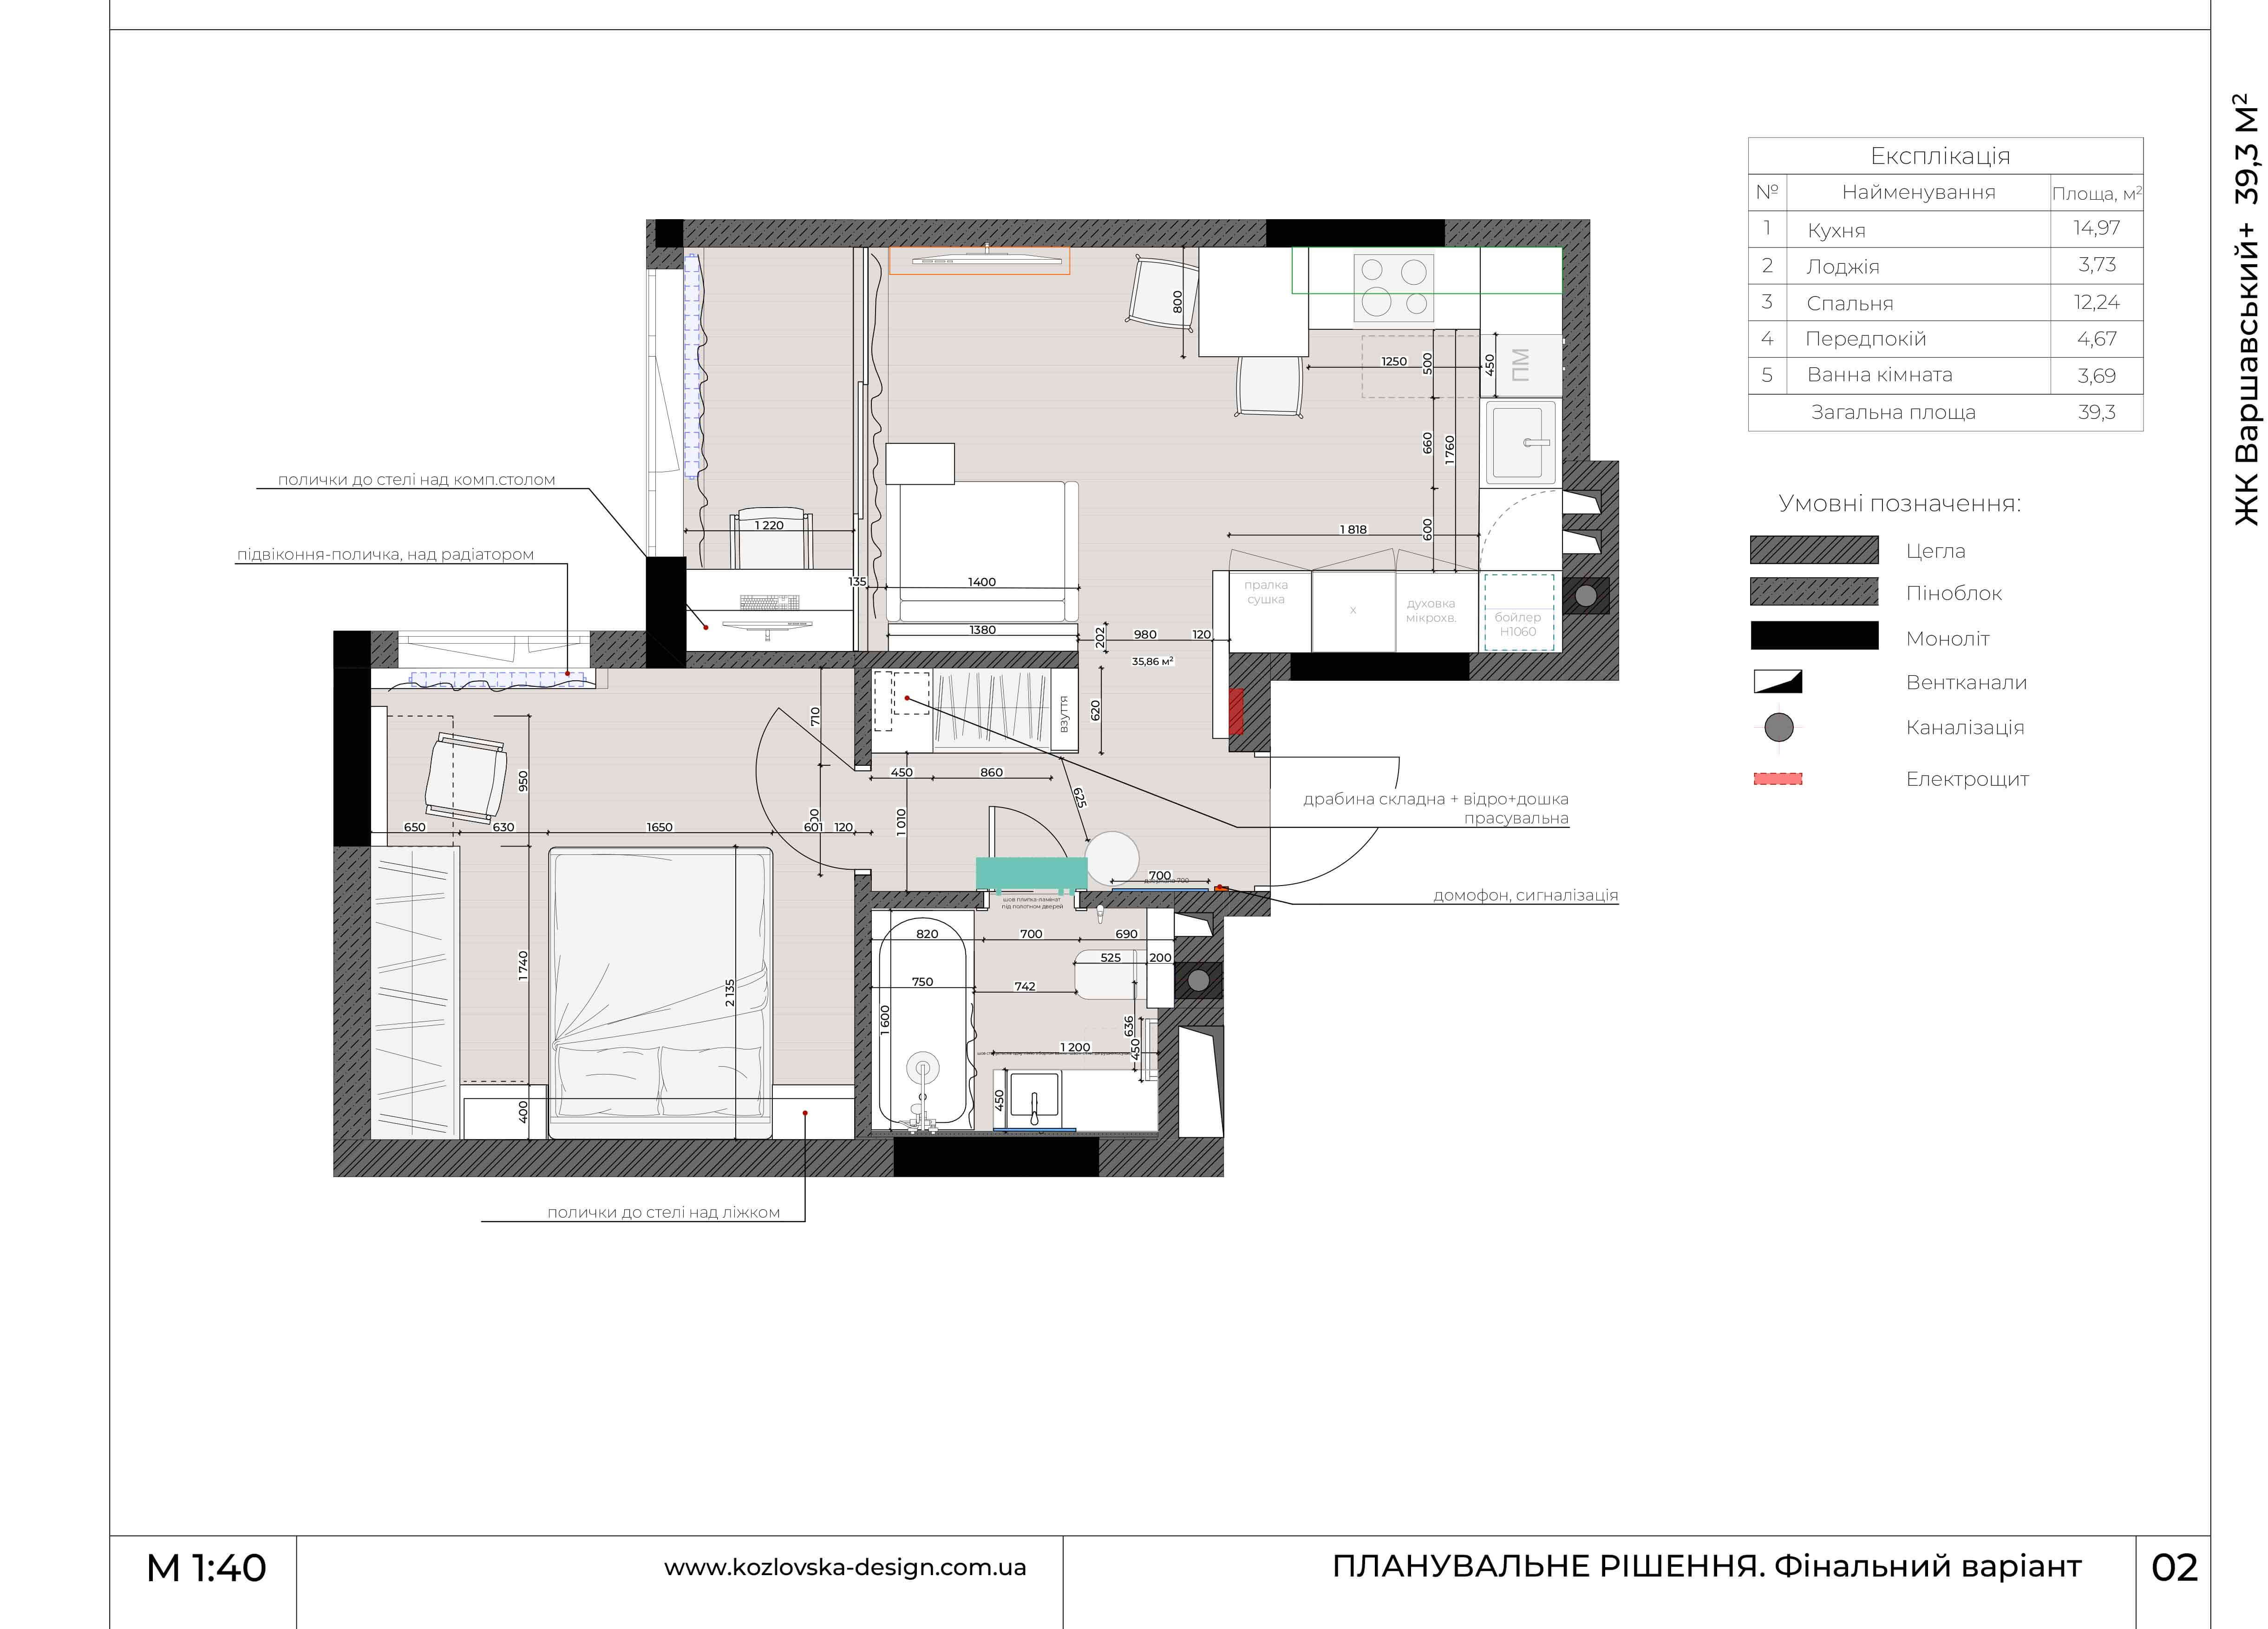 ЖК Варшавський+ 39,3 М²
Експлікація
№ Найменування Площа, м²
1 Кухня 14,97
2 Лоджія 3,73
3 Спальня 12,24
4 Передпокій 4,67
5 Ванна кімната 3,69
Загальна площа 39,3
Умовні позначення:
Цегла
Піноблок
Моноліт
Вентканали
Каналізація
Електрощит
полички до стелі над комп.столом
підвіконня-поличка, над радіатором
800
1250
500
450
ПМ
660
1 760
600
1 220
1 818
135
1400
1380
202
980
120
35,86 м²
пралка
сушка
х
духовка
мікрохв.
бойлер
H1060
710
взуття
620
450
860
625
950
1 010
650
630
1650
601
120
драбина складна + відро+дошка
прасувальна
700
домофон, сигналізація
шов плитка-ламінат
під полотном дверей
820
700
690
525
200
750
742
1 740
2 135
1 600
636
1 200
450
450
400
полички до стелі над ліжком
М 1:40
www.kozlovska-design.com.ua
ПЛАНУВАЛЬНЕ РІШЕННЯ. Фінальний варіант
02